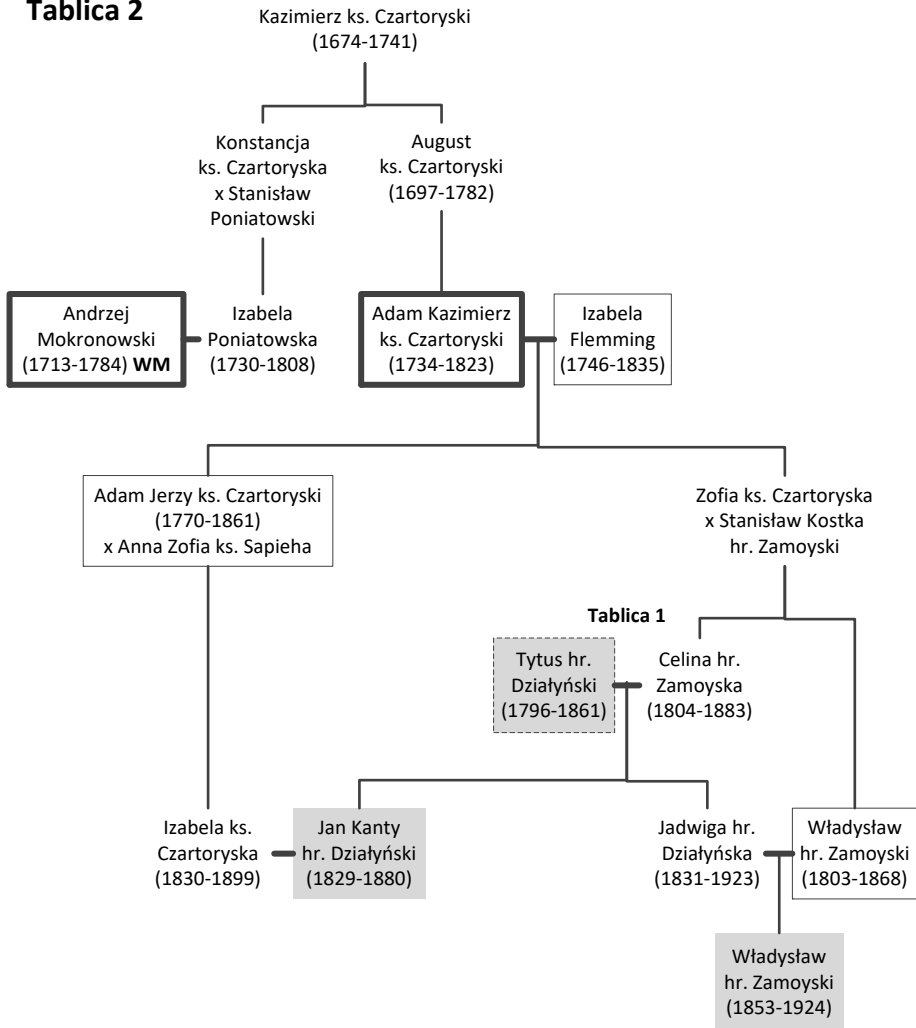 Tablica 2
Kazimierz ks. Czartoryski
(1674-1741)
Konstancja
ks. Czartoryska
x Stanisław
Poniatowski
August
ks. Czartoryski
(1697-1782)
Andrzej
Mokronowski
(1713-1784) WM
Izabela
Poniatowska
(1730-1808)
Adam Kazimierz
ks. Czartoryski
(1734-1823)
Izabela
Flemming
(1746-1835)
Adam Jerzy ks. Czartoryski
(1770-1861)
x Anna Zofia ks. Sapieha
Zofia ks. Czartoryska
x Stanisław Kostka
hr. Zamoyski
Tablica 1
Tytus hr.
Działyński
(1796-1861)
Celina hr.
Zamoyska
(1804-1883)
Izabela ks.
Czartoryska
(1830-1899)
Jan Kanty
hr. Działyński
(1829-1880)
Jadwiga hr.
Działyńska
(1831-1923)
Władysław
hr. Zamoyski
(1803-1868)
Władysław
hr. Zamoyski
(1853-1924)